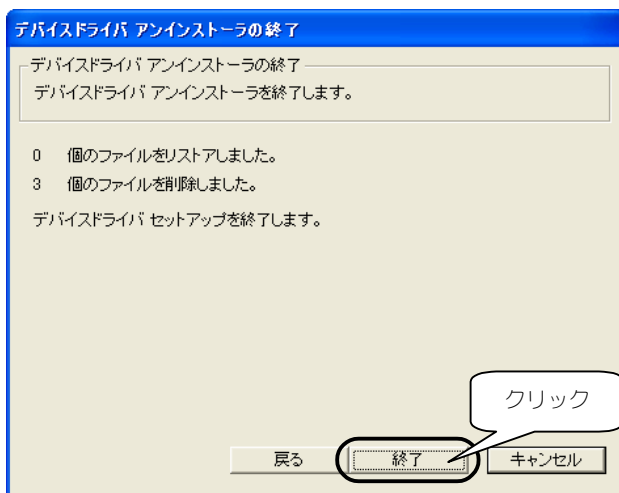 デバイスドライバ アンインストーラの終了
デバイスドライバ アンインストーラの終了
デバイスドライバ アンインストーラを終了します。
0 個のファイルをリストアしました。
3 個のファイルを削除しました。
デバイスドライバ セットアップを終了します。
クリック
戻る 終了 キャンセル